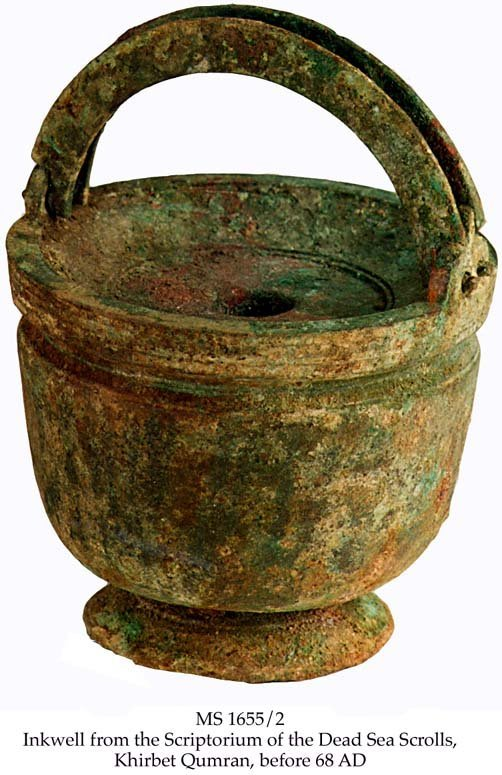 MS 1655/2
Inkwell from the Scriptorium of the Dead Sea Scrolls,
Khirbet Qumran, before 68 AD